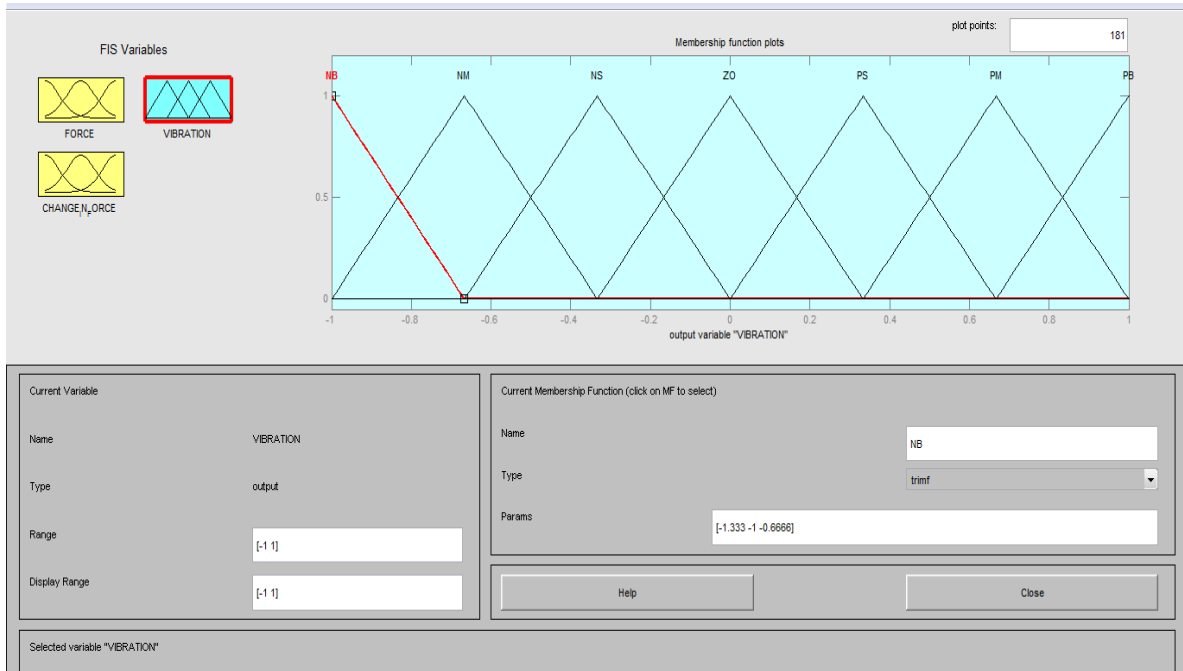 plot points:
181
FIS Variables
Membership function plots
NB NM NS ZO PS PM PB
1
0.5
0
-1 -0.8 -0.6 -0.4 -0.2 0 0.2 0.4 0.6 0.8 1
output variable "VIBRATION"
FORCE
VIBRATION
CHANGEINFORCE
Current Variable
Name VIBRATION
Type output
Range [-1 1]
Display Range [-1 1]
Current Membership Function (click on MF to select)
Name NB
Type trimf
Params [-1.333 -1 -0.6666]
Help Close
Selected variable "VIBRATION"